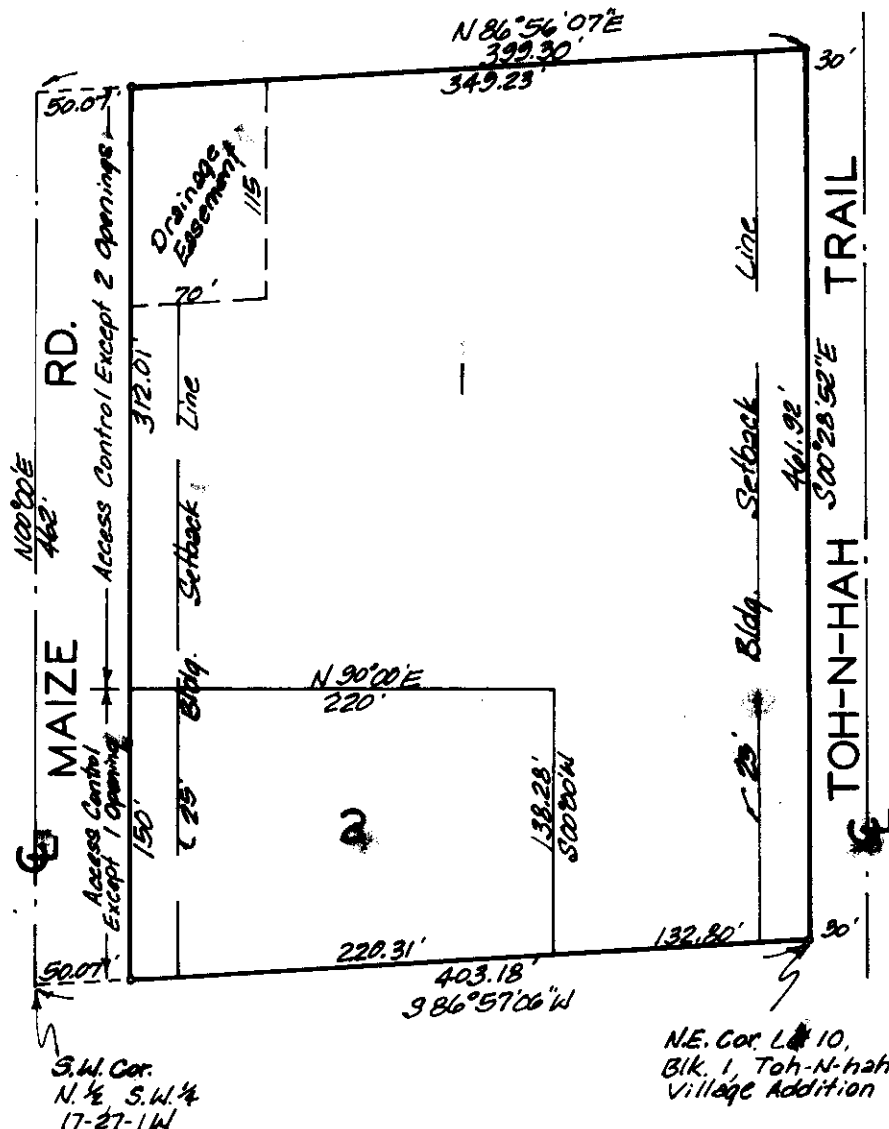 N 86°56'07"E
399.30'
349.23'
50.07'
30'
Drainage
Easement
115
70'
Access Control Except 2 Openings
312.01'
N00°00'E
462'
MAIZE RD.
Bldg. Setback Line
25'
1
Bldg. Setback Line
25'
461.92'
S00°28'52"E
TOH-N-HAH TRAIL
N 90°00'E
220'
138.28'
S00°00'W
2
Access Control
Except 1 Opening
150'
℄
℄
50.07'
220.31'
132.80'
30'
403.18'
S 86°57'06"W
S.W. Cor.
N. ½, S.W. ¼
17-27-1W
N.E. Cor. Lot 10,
Blk. 1, Toh-N-hah
Village Addition